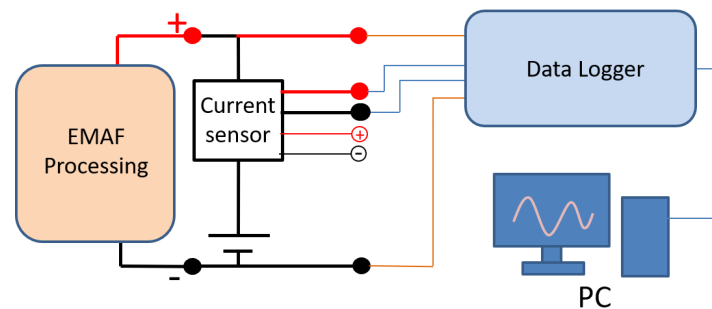 +
EMAF
Processing
Current
sensor
+
-
-
Data Logger
PC